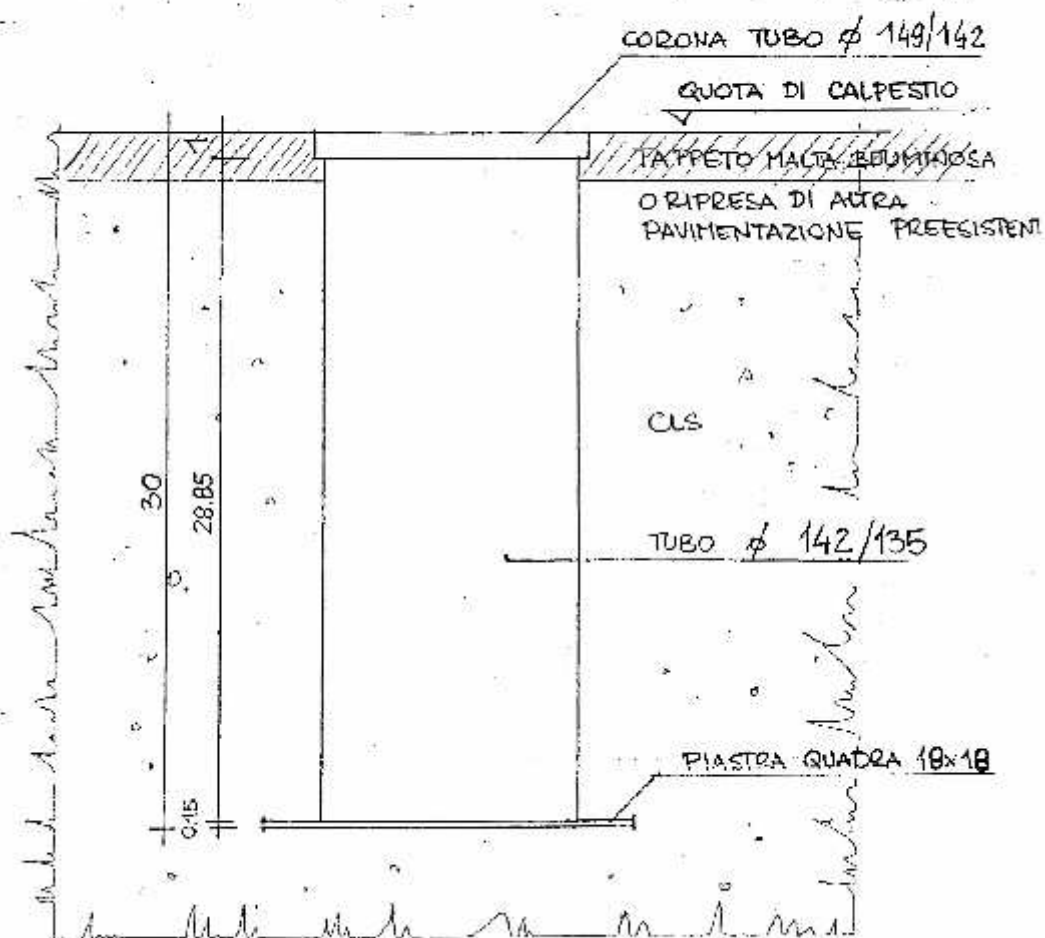 CORONA TUBO ø 149/142
QUOTA DI CALPESTIO
TAPPETO MALTA BITUMINOSA
O RIPRESA DI ALTRA
PAVIMENTAZIONE PREESISTENT
CLS
30
28.85
TUBO ø 142/135
PIASTRA QUADRA 18x18
0.15